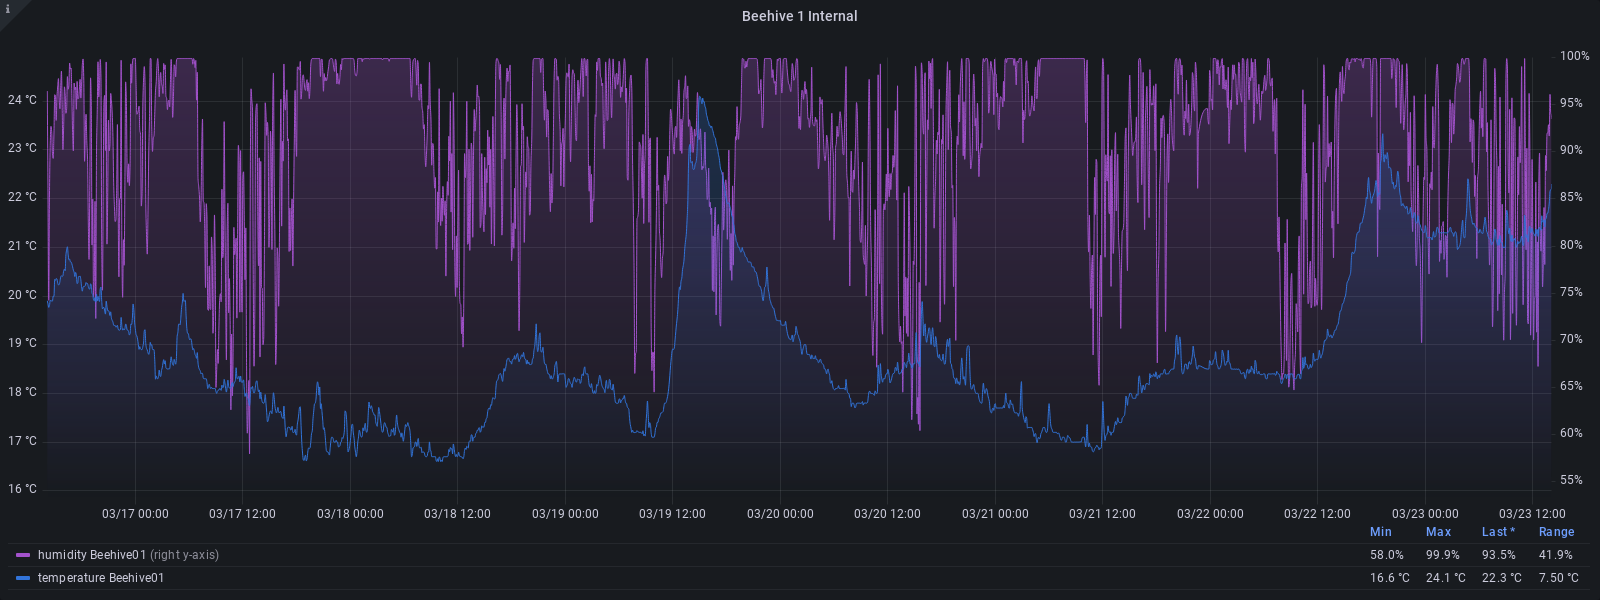 i
Beehive 1 Internal
24 °C
23 °C
22 °C
21 °C
20 °C
19 °C
18 °C
17 °C
16 °C
100%
95%
90%
85%
80%
75%
70%
65%
60%
55%
03/17 00:00 03/17 12:00 03/18 00:00 03/18 12:00 03/19 00:00 03/19 12:00 03/20 00:00 03/20 12:00 03/21 00:00 03/21 12:00 03/22 00:00 03/22 12:00 03/23 00:00 03/23 12:00
Min Max Last * Range
humidity Beehive01 (right y-axis) 58.0% 99.9% 93.5% 41.9%
temperature Beehive01 16.6 °C 24.1 °C 22.3 °C 7.50 °C